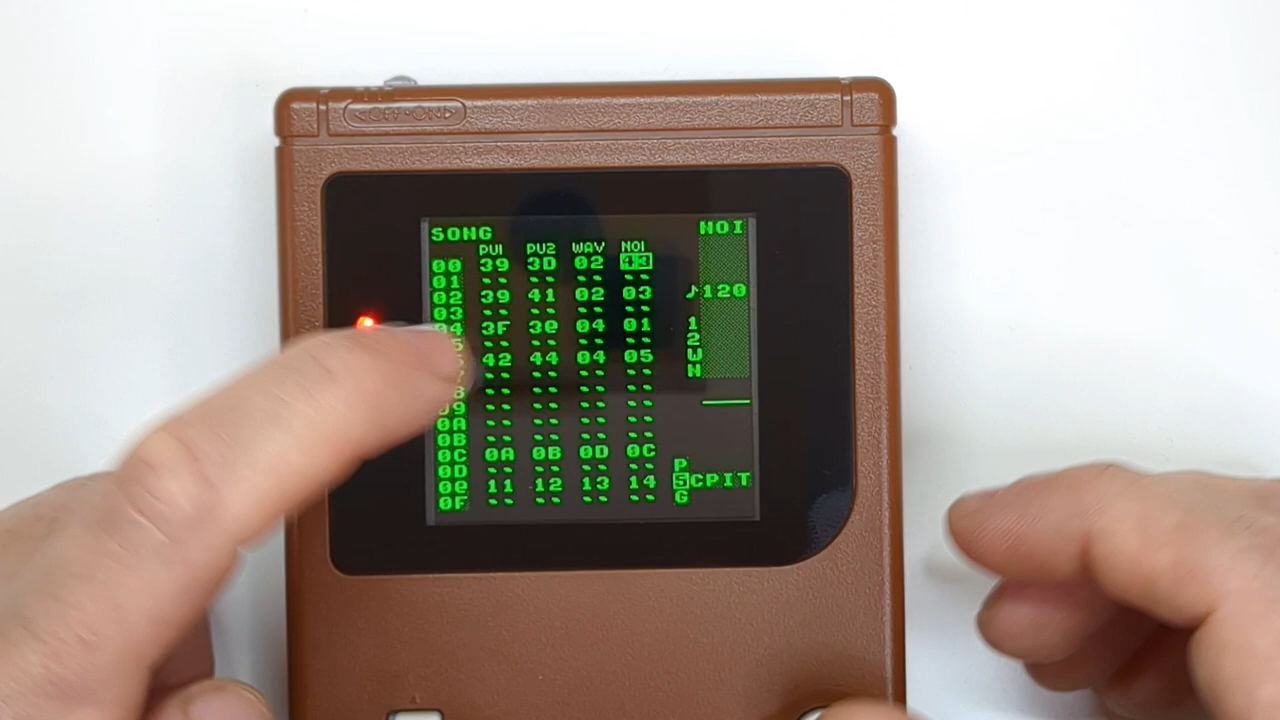 <OFF•ON>
SONG NOI
PU1 PU2 WAV NOI
00 39 3D 02 43
01 -- -- -- --
02 39 41 02 03 ♪120
03 -- -- -- --
04 3F 3e 04 01 1
-- -- -- -- 2
42 44 04 05 W
-- -- -- -- N
8 -- -- -- --
09 -- -- -- --
0A -- -- -- --
0B -- -- -- --
0C 0A 0B 0D 0C P
0D -- -- -- -- SCPIT
0e 11 12 13 14 G
0F -- -- -- --